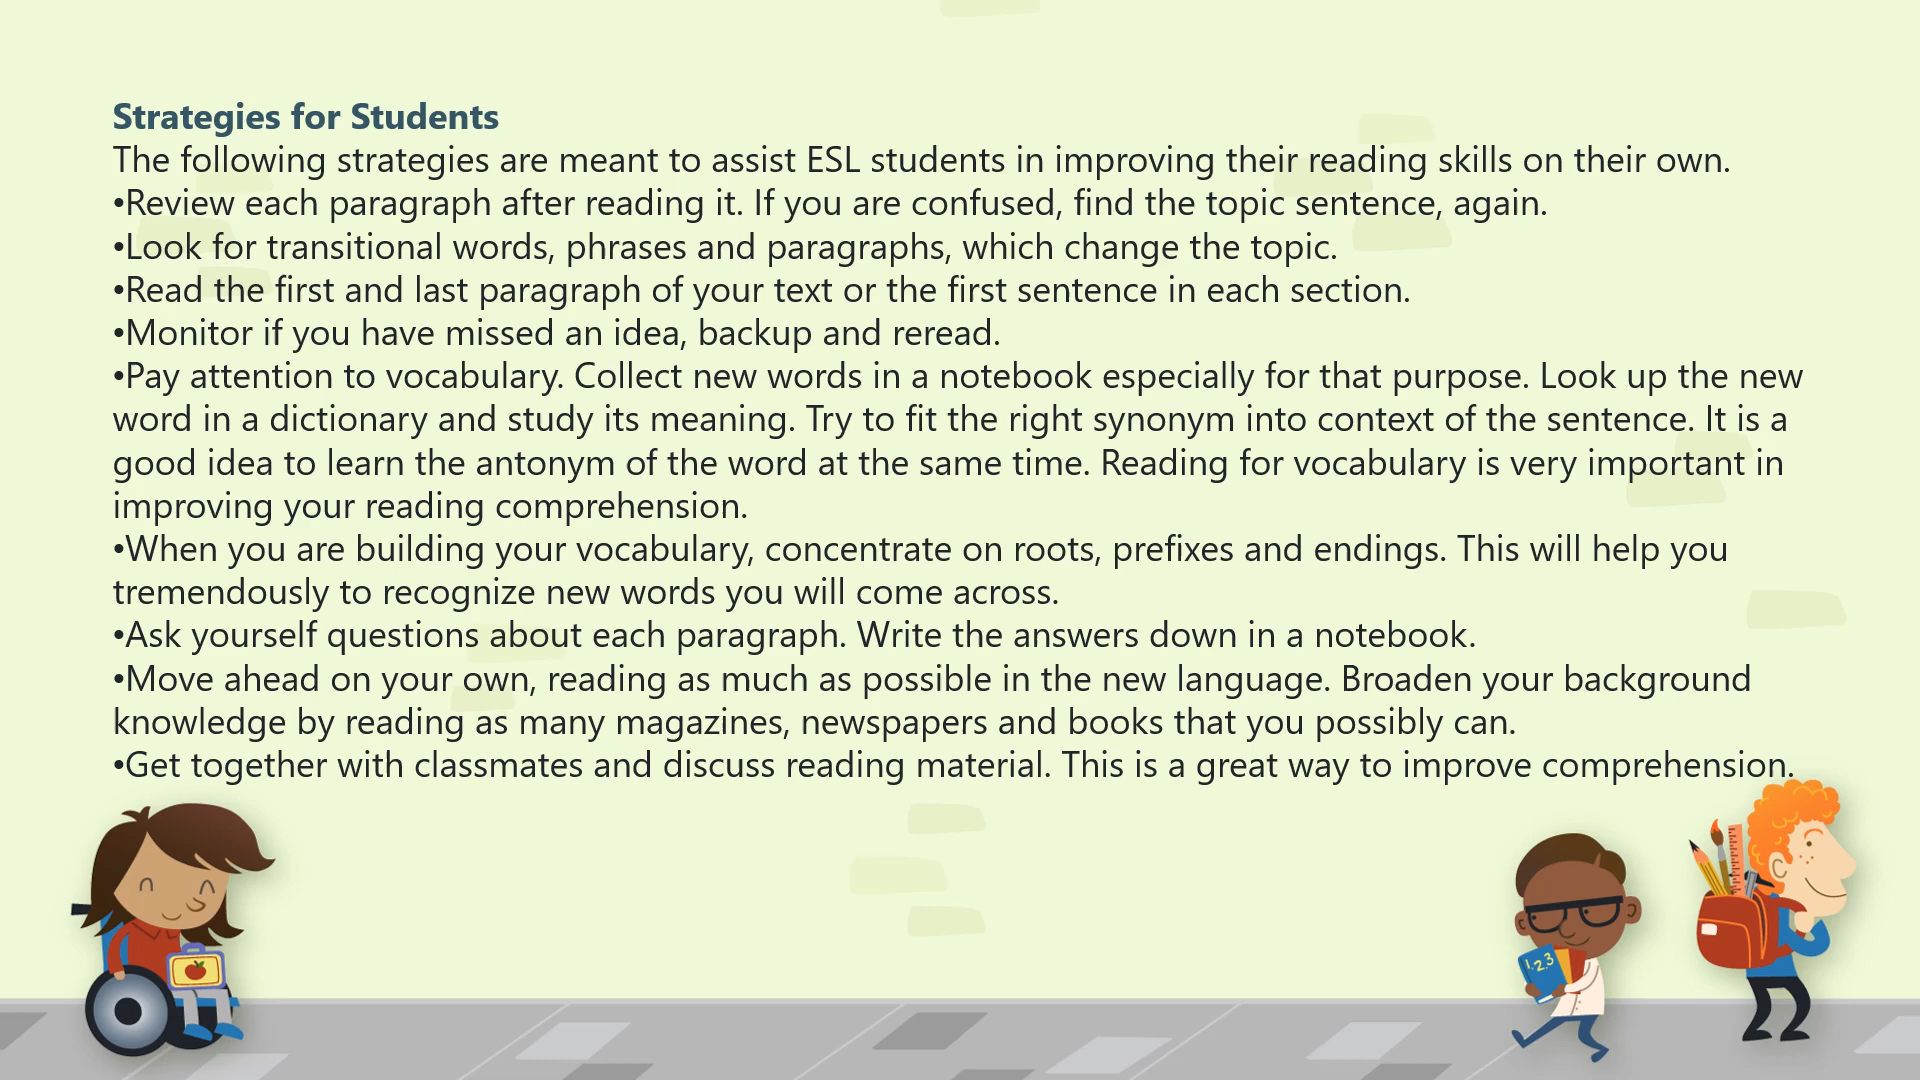 Strategies for Students
The following strategies are meant to assist ESL students in improving their reading skills on their own.
•Review each paragraph after reading it. If you are confused, find the topic sentence, again.
•Look for transitional words, phrases and paragraphs, which change the topic.
•Read the first and last paragraph of your text or the first sentence in each section.
•Monitor if you have missed an idea, backup and reread.
•Pay attention to vocabulary. Collect new words in a notebook especially for that purpose. Look up the new
word in a dictionary and study its meaning. Try to fit the right synonym into context of the sentence. It is a
good idea to learn the antonym of the word at the same time. Reading for vocabulary is very important in
improving your reading comprehension.
•When you are building your vocabulary, concentrate on roots, prefixes and endings. This will help you
tremendously to recognize new words you will come across.
•Ask yourself questions about each paragraph. Write the answers down in a notebook.
•Move ahead on your own, reading as much as possible in the new language. Broaden your background
knowledge by reading as many magazines, newspapers and books that you possibly can.
•Get together with classmates and discuss reading material. This is a great way to improve comprehension.
1.2.3